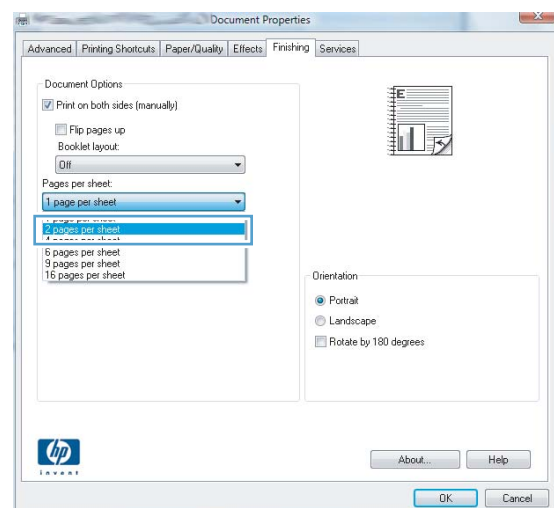 Document Properties
Advanced Printing Shortcuts Paper/Quality Effects Finishing Services
Document Options
Print on both sides (manually)
Flip pages up
Booklet layout:
Off
Pages per sheet:
1 page per sheet
2 pages per sheet
6 pages per sheet
9 pages per sheet
16 pages per sheet
E
Orientation
Portrait
Landscape
Rotate by 180 degrees
hp
invent
About... Help
OK Cancel